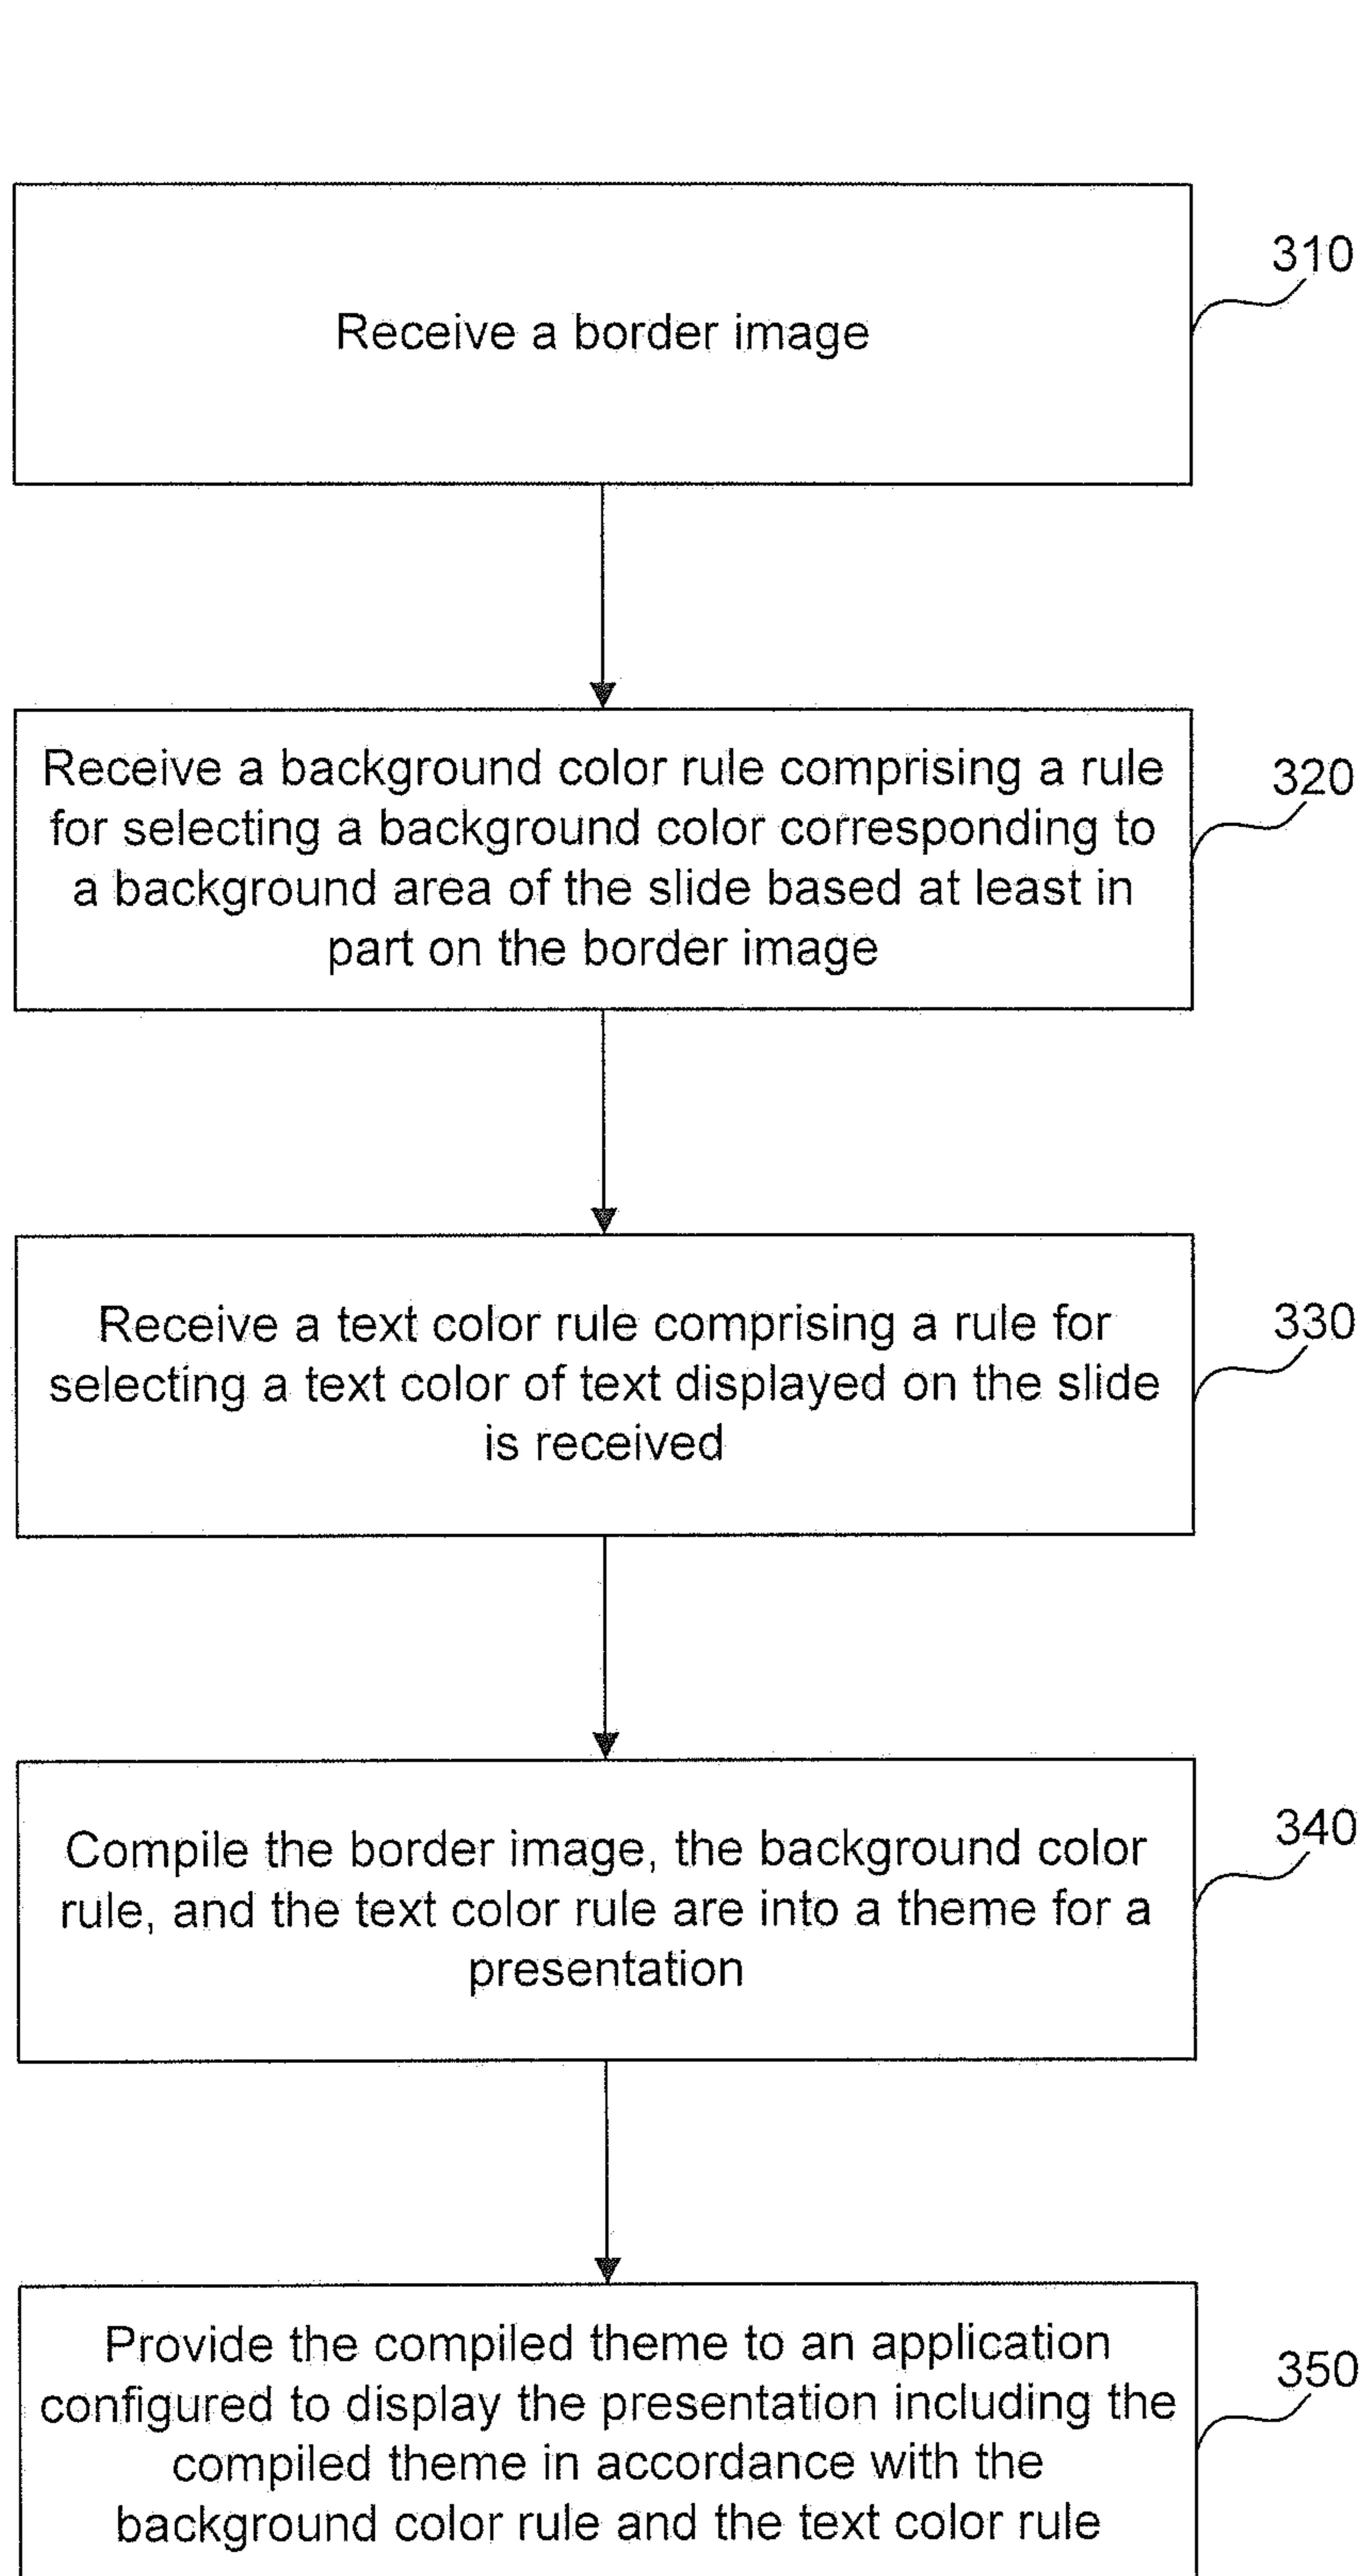 Receive a border image
310
Receive a background color rule comprising a rule
for selecting a background color corresponding to
a background area of the slide based at least in
part on the border image
320
Receive a text color rule comprising a rule for
selecting a text color of text displayed on the slide
is received
330
Compile the border image, the background color
rule, and the text color rule are into a theme for a
presentation
340
Provide the compiled theme to an application
configured to display the presentation including the
compiled theme in accordance with the
background color rule and the text color rule
350